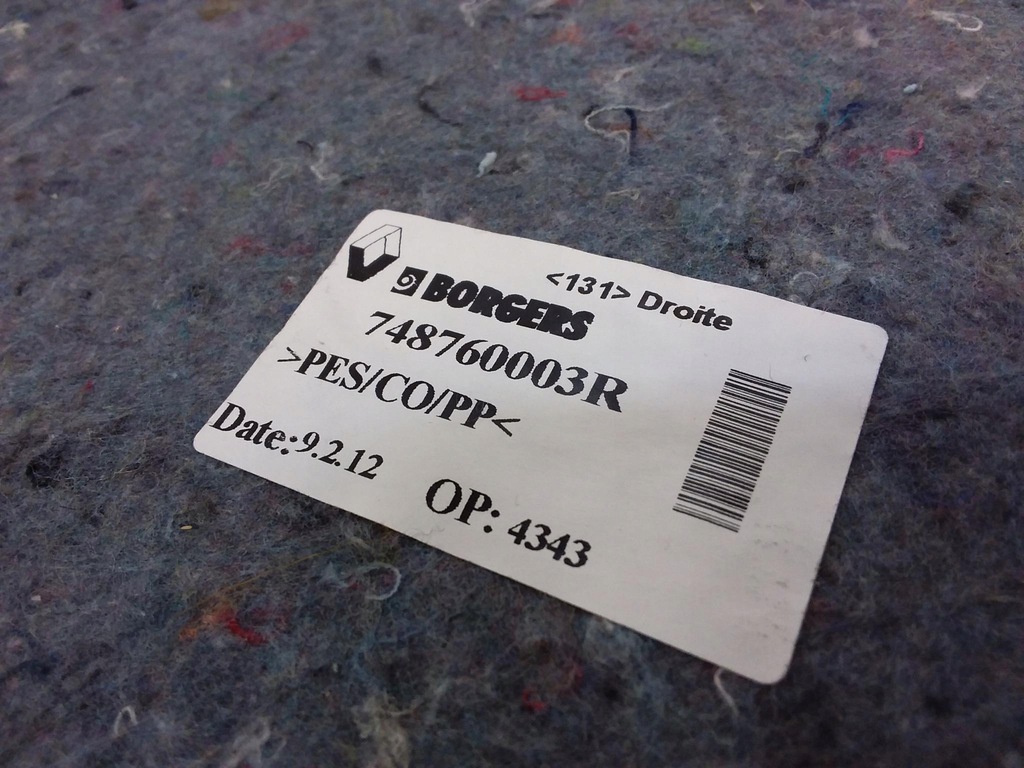 <131> Droite
BORGERS
748760003R
>PES/CO/PP<
Date: 9.2.12
OP: 4343